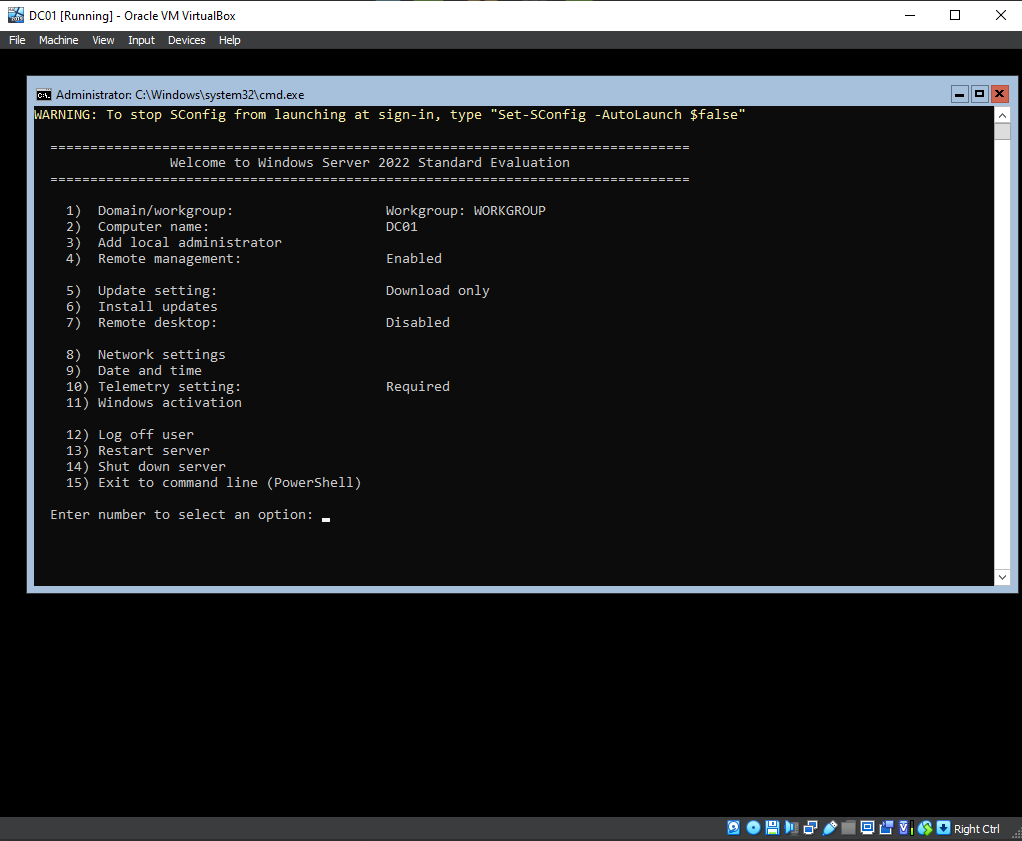 DC01 [Running] - Oracle VM VirtualBox
File Machine View Input Devices Help
Administrator: C:\Windows\system32\cmd.exe
WARNING: To stop SConfig from launching at sign-in, type "Set-SConfig -AutoLaunch $false"
================================================================================
Welcome to Windows Server 2022 Standard Evaluation
================================================================================
1) Domain/workgroup: Workgroup: WORKGROUP
2) Computer name: DC01
3) Add local administrator
4) Remote management: Enabled
5) Update setting: Download only
6) Install updates
7) Remote desktop: Disabled
8) Network settings
9) Date and time
10) Telemetry setting: Required
11) Windows activation
12) Log off user
13) Restart server
14) Shut down server
15) Exit to command line (PowerShell)
Enter number to select an option:
Right Ctrl